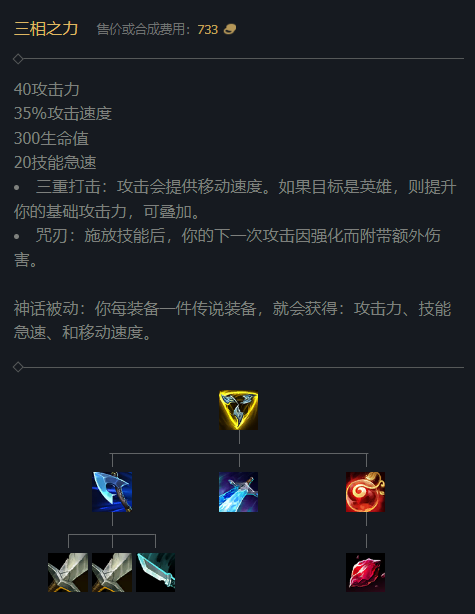 三相之力 售价或合成费用：733
40攻击力
35%攻击速度
300生命值
20技能急速
• 三重打击：攻击会提供移动速度。如果目标是英雄，则提升
你的基础攻击力，可叠加。
• 咒刃：施放技能后，你的下一次攻击因强化而附带额外伤
害。
神话被动：你每装备一件传说装备，就会获得：攻击力、技能
急速、和移动速度。